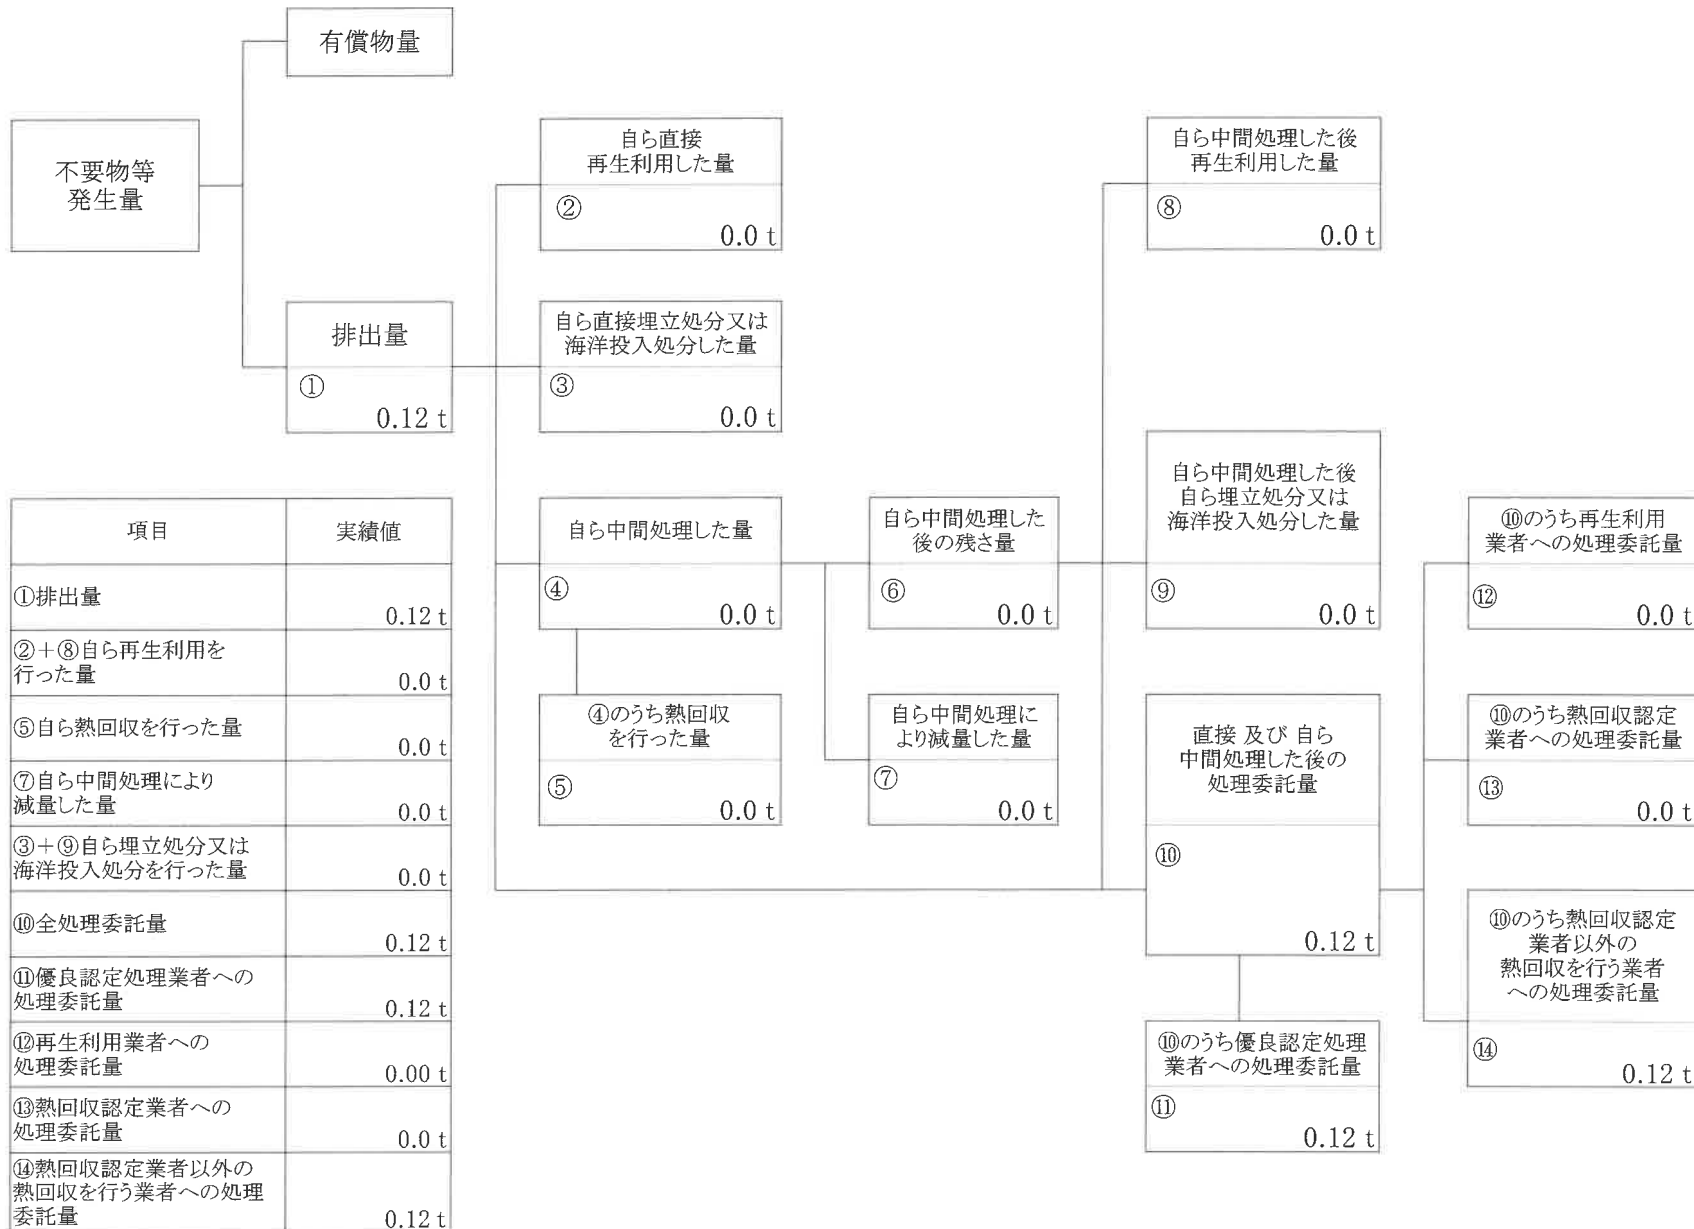 有償物量
不要物等
発生量
排出量
①
0.12 t
自ら直接
再生利用した量
②
0.0 t
自ら直接埋立処分又は
海洋投入処分した量
③
0.0 t
自ら中間処理した量
④
0.0 t
④のうち熱回収
を行った量
⑤
0.0 t
自ら中間処理した
後の残さ量
⑥
0.0 t
自ら中間処理に
より減量した量
⑦
0.0 t
自ら中間処理した後
再生利用した量
⑧
0.0 t
自ら中間処理した後
自ら埋立処分又は
海洋投入処分した量
⑨
0.0 t
直接 及び 自ら
中間処理した後の
処理委託量
⑩
0.12 t
⑩のうち優良認定処理
業者への処理委託量
⑪
0.12 t
⑩のうち再生利用
業者への処理委託量
⑫
0.0 t
⑩のうち熱回収認定
業者への処理委託量
⑬
0.0 t
⑩のうち熱回収認定
業者以外の
熱回収を行う業者
への処理委託量
⑭
0.12 t
項目 実績値
①排出量
0.12 t
②+⑧自ら再生利用を
行った量
0.0 t
⑤自ら熱回収を行った量
0.0 t
⑦自ら中間処理により
減量した量
0.0 t
③+⑨自ら埋立処分又は
海洋投入処分を行った量
0.0 t
⑩全処理委託量
0.12 t
⑪優良認定処理業者への
処理委託量
0.12 t
⑫再生利用業者への
処理委託量
0.00 t
⑬熱回収認定業者への
処理委託量
0.0 t
⑭熱回収認定業者以外の
熱回収を行う業者への処理
委託量
0.12 t